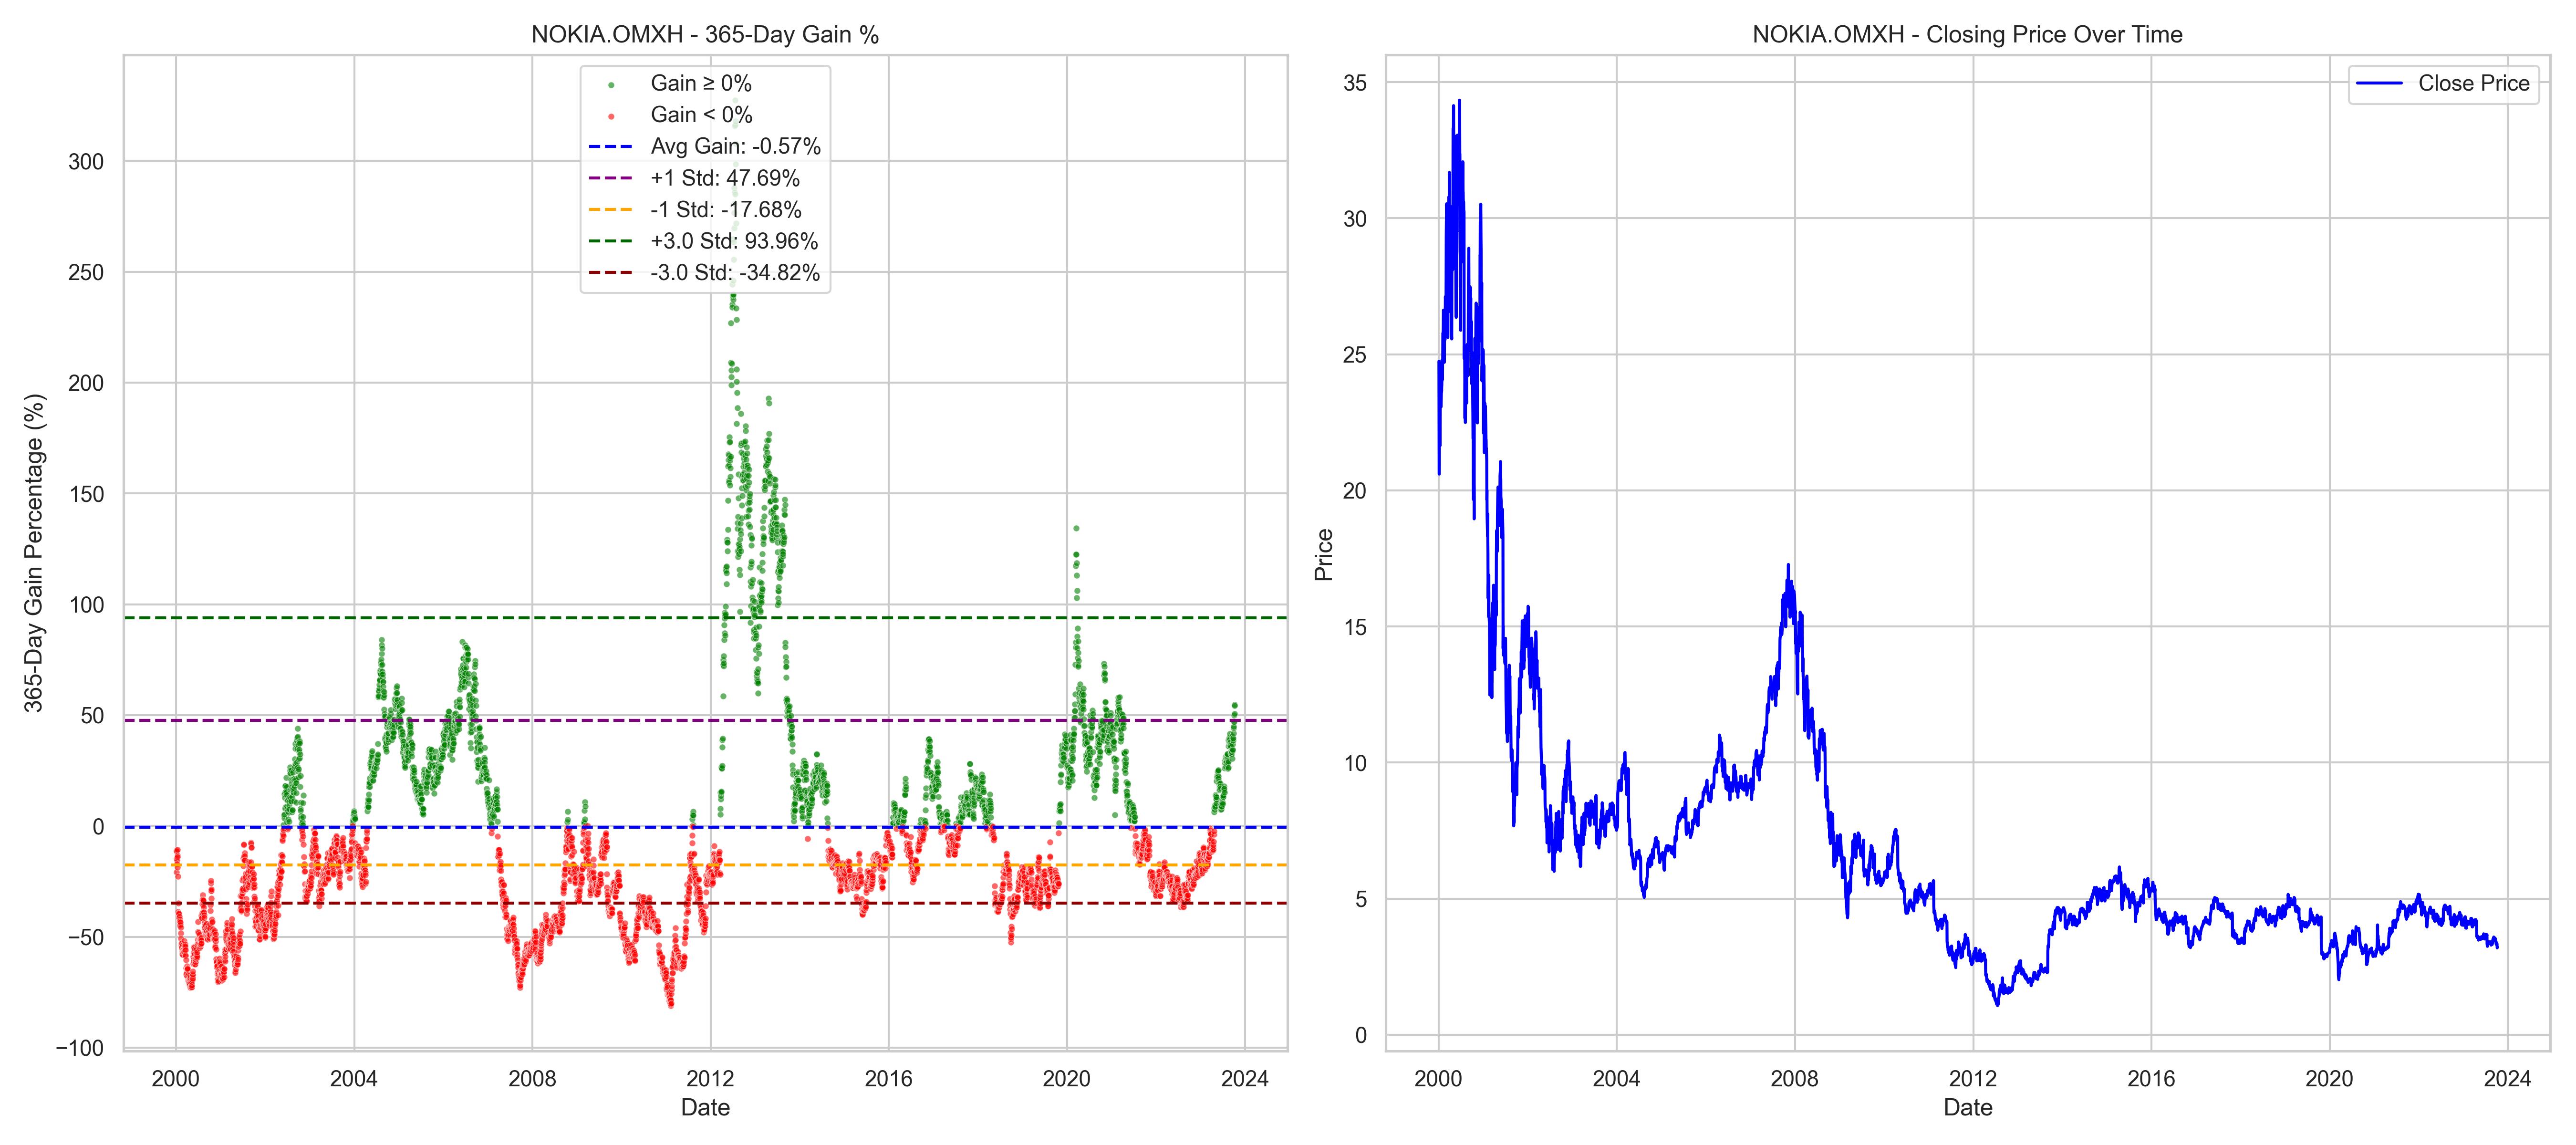 NOKIA.OMXH - 365-Day Gain %
Gain ≥ 0%
Gain < 0%
Avg Gain: -0.57%
+1 Std: 47.69%
-1 Std: -17.68%
+3.0 Std: 93.96%
-3.0 Std: -34.82%
365-Day Gain Percentage (%)
300
250
200
150
100
50
0
−50
−100
2000 2004 2008 2012 2016 2020 2024
Date
NOKIA.OMXH - Closing Price Over Time
Close Price
Price
35
30
25
20
15
10
5
0
2000 2004 2008 2012 2016 2020 2024
Date